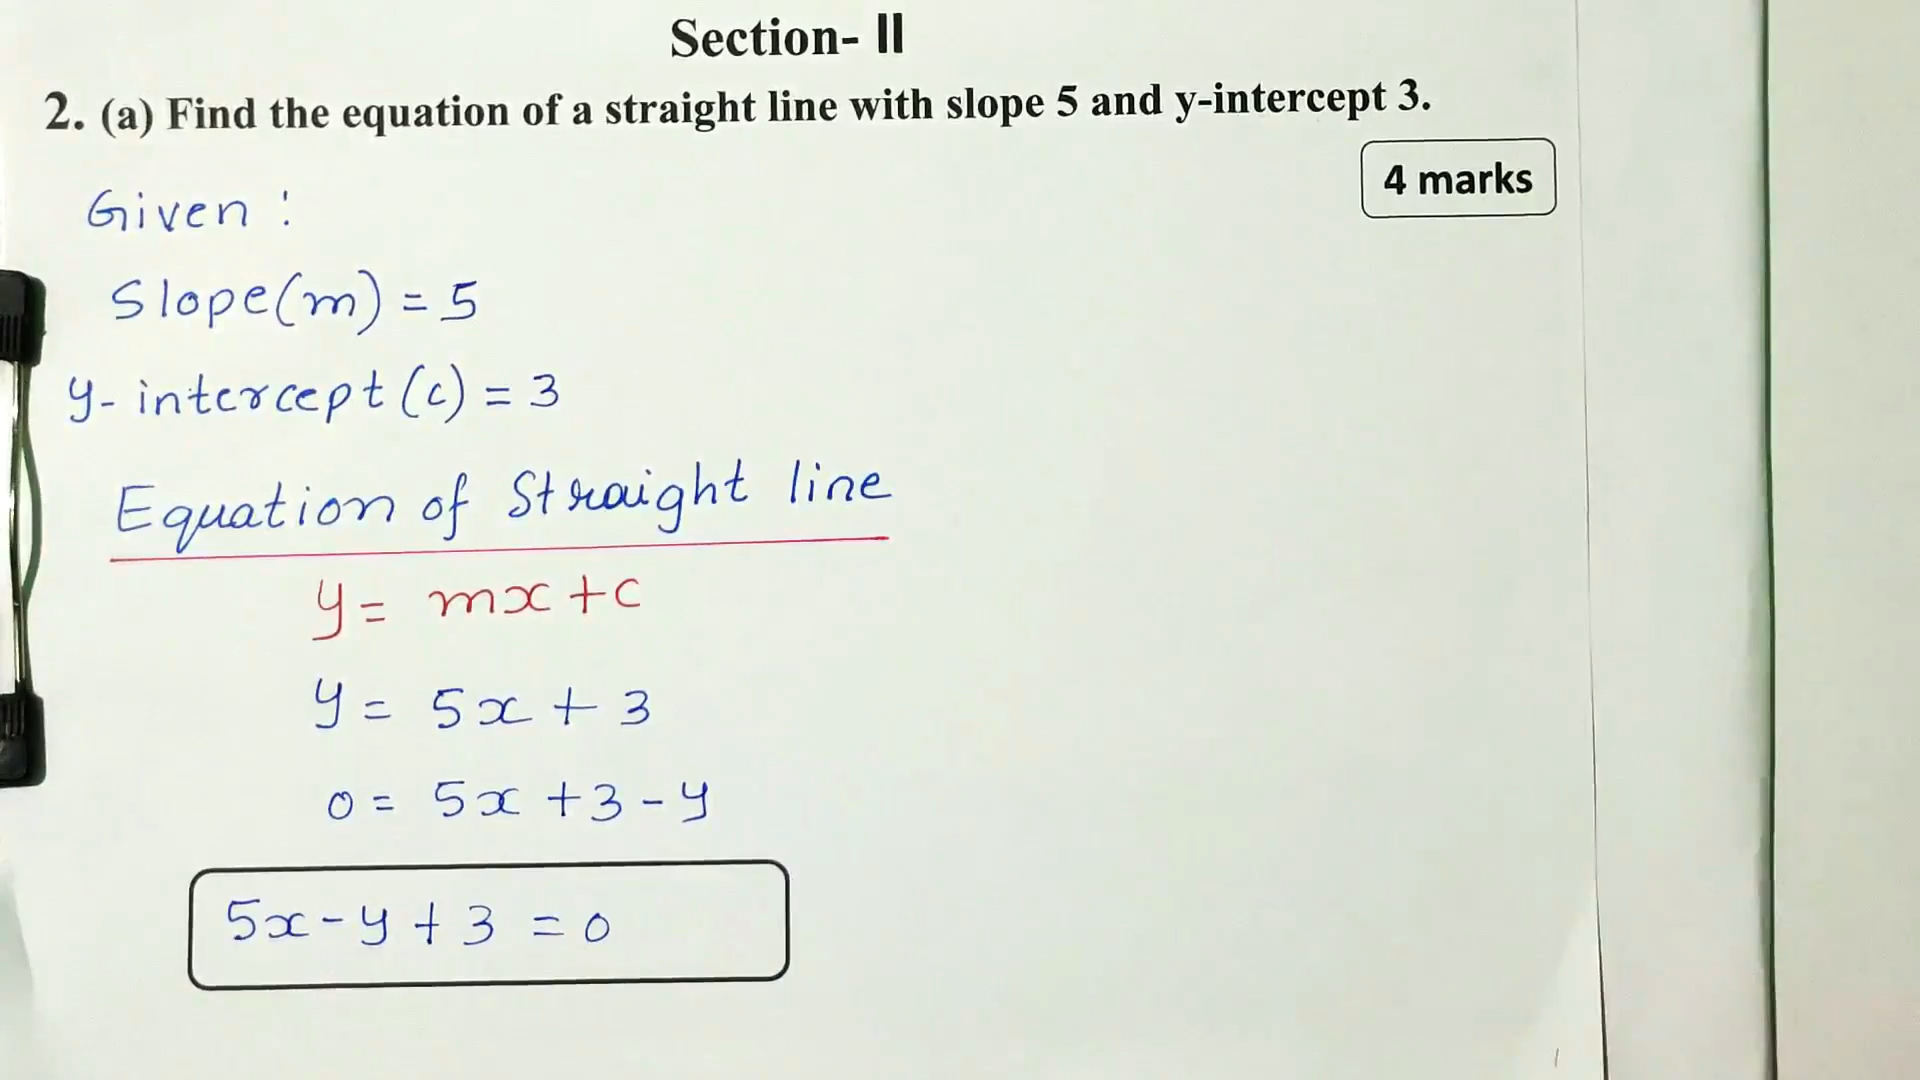 Section- II
2. (a) Find the equation of a straight line with slope 5 and y-intercept 3.
4 marks
Given :
Slope(m) = 5
y- intercept (c) = 3
Equation of Straight line
y = mx + c
y = 5x + 3
0 = 5x + 3 - y
5x - y + 3 = 0